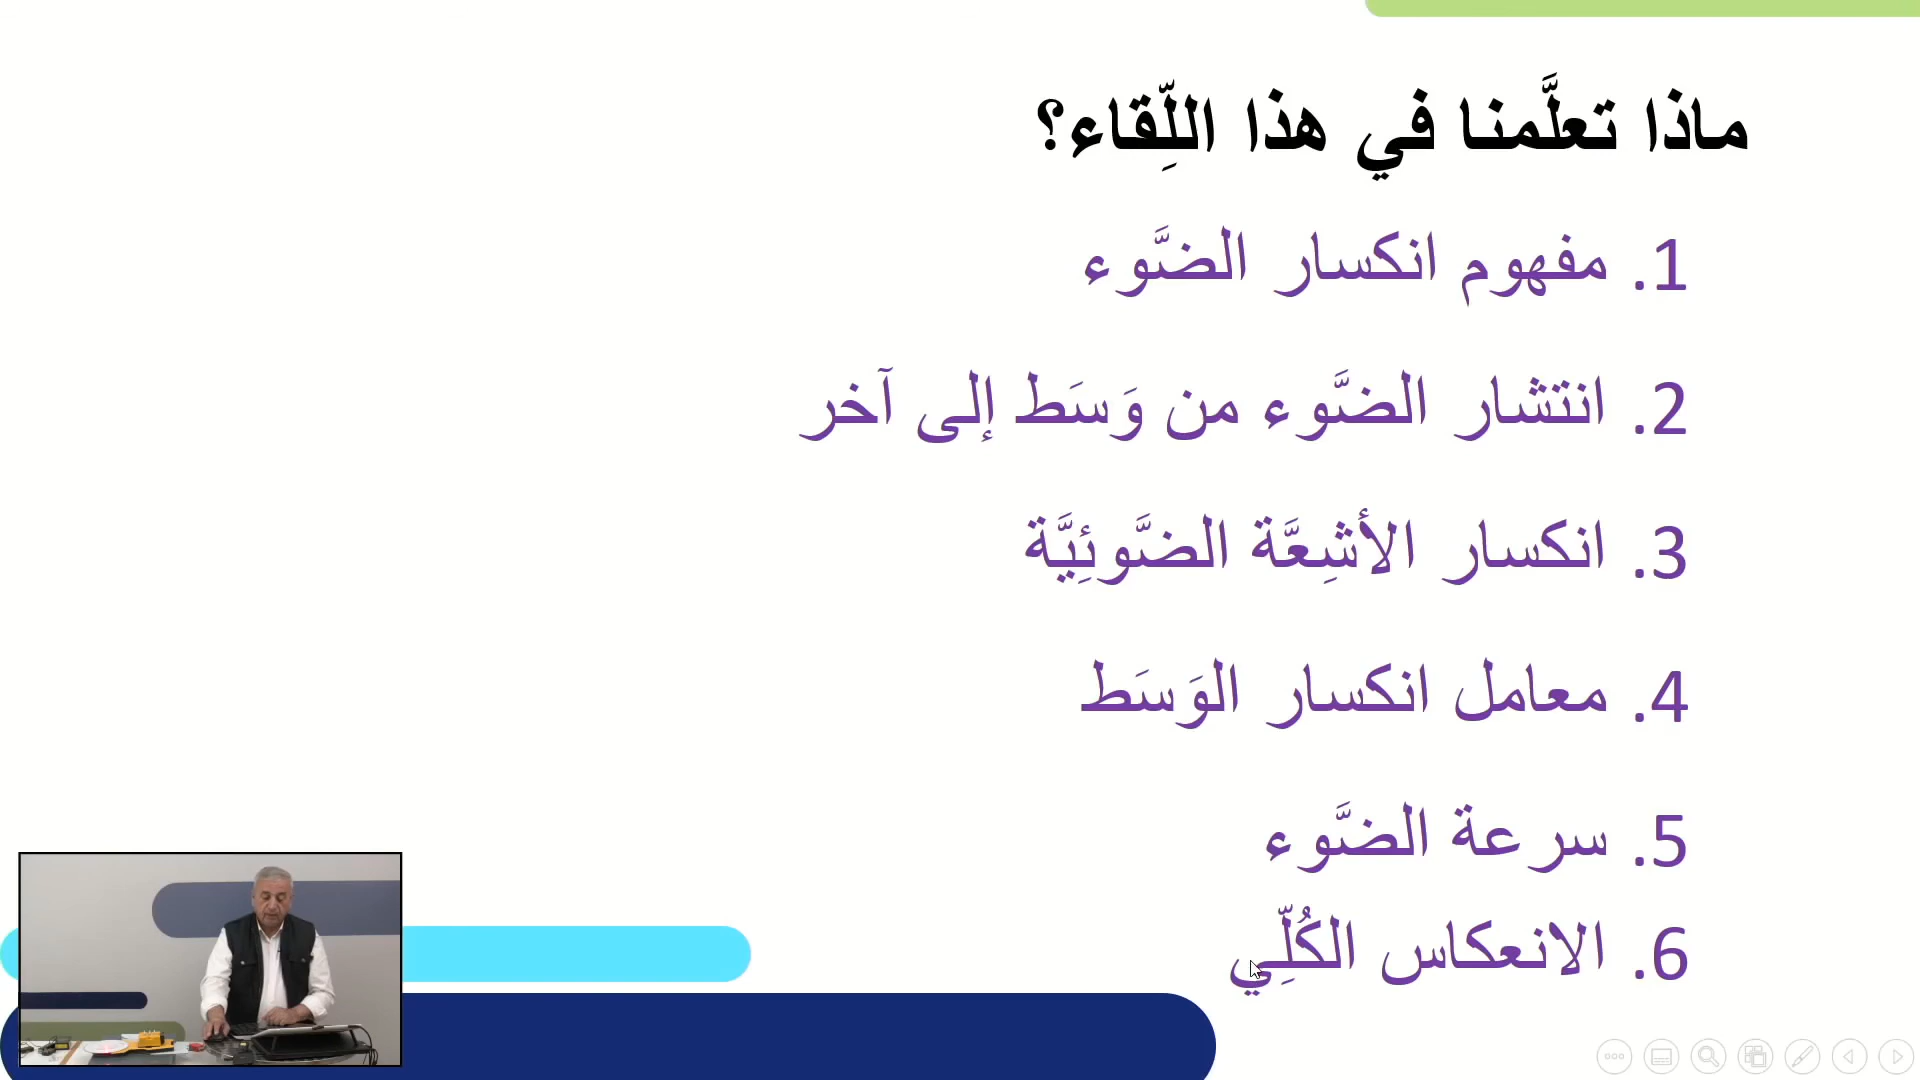 ماذا تعلَّمنا في هذا اللِّقاء؟
1. مفهوم انكسار الضَّوء
2. انتشار الضَّوء من وَسَط إلى آخر
3. انكسار الأشِعَّة الضَّوئِيَّة
4. معامل انكسار الوَسَط
5. سرعة الضَّوء
6. الانعكاس الكُلِّي